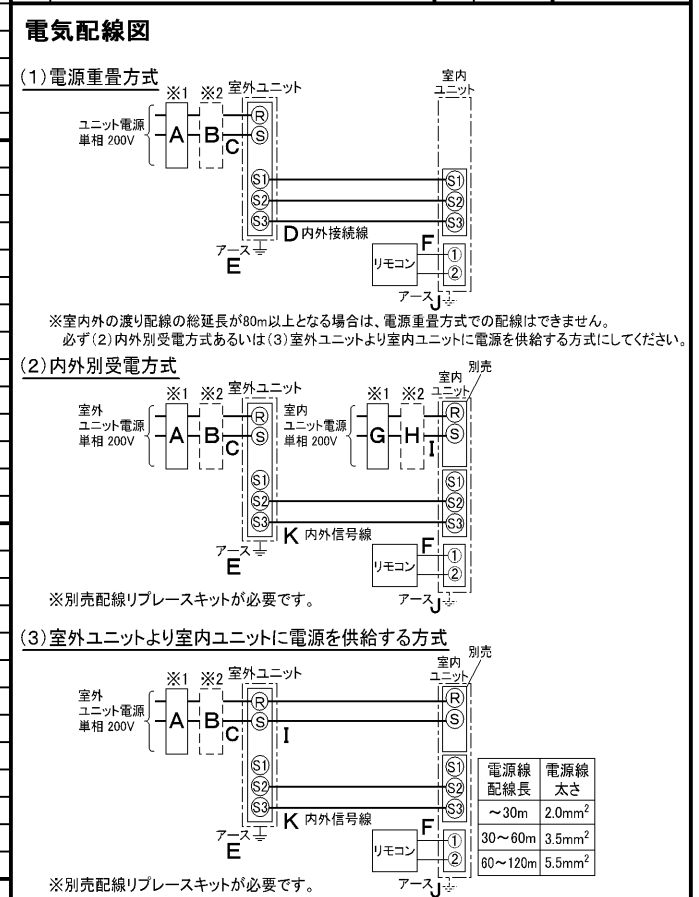 電気配線図
(1)電源重畳方式
※1 ※2 室外ユニット
室内
ユニット
ユニット電源
単相 200V
A B C
R
S
S1 S1
S2 S2
S3 S3
D 内外接続線
アース
E
リモコン
F
①
②
アース J
※室内外の渡り配線の総延長が80m以上となる場合は、電源重畳方式での配線はできません。
必ず(2)内外別受電方式あるいは(3)室外ユニットより室内ユニットに電源を供給する方式にしてください。
(2)内外別受電方式
※1 ※2 室外ユニット
※1 ※2
室内
ユニット
別売
室外
ユニット電源
単相 200V
A B C
R
S
室内
ユニット電源
単相 200V
G H I
R
S
S1 S1
S2 S2
S3 S3
K 内外信号線
アース
E
リモコン
F
①
②
アース J
※別売配線リプレースキットが必要です。
(3)室外ユニットより室内ユニットに電源を供給する方式
※1 ※2 室外ユニット
室内
ユニット
別売
室外
ユニット電源
単相 200V
A B C
R R
S S
I
S1 S1
S2 S2
S3 S3
K 内外信号線
アース
E
リモコン
F
①
②
アース J
※別売配線リプレースキットが必要です。
電源線 電源線
配線長 太さ
～30m 2.0mm²
30～60m 3.5mm²
60～120m 5.5mm²